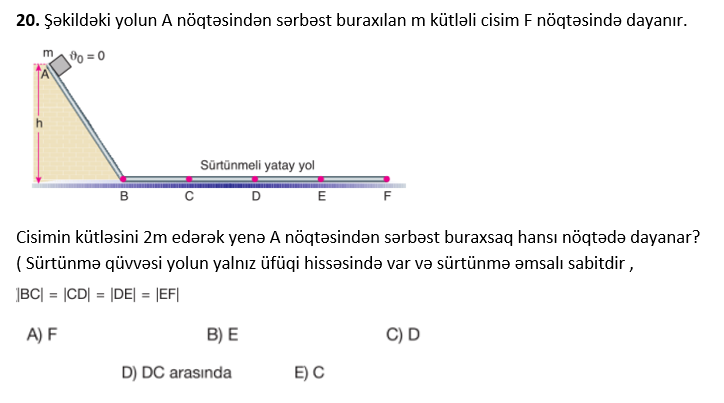 20. Şəkildəki yolun A nöqtəsindən sərbəst buraxılan m kütləli cisim F nöqtəsində dayanır.
m ϑ₀ = 0
A
h
Sürtünmeli yatay yol
B C D E F
Cisimin kütləsini 2m edərək yenə A nöqtəsindən sərbəst buraxsaq hansı nöqtədə dayanar?
( Sürtünmə qüvvəsi yolun yalnız üfüqi hissəsində var və sürtünmə əmsalı sabitdir ,
|BC| = |CD| = |DE| = |EF|
A) F B) E C) D
D) DC arasında E) C